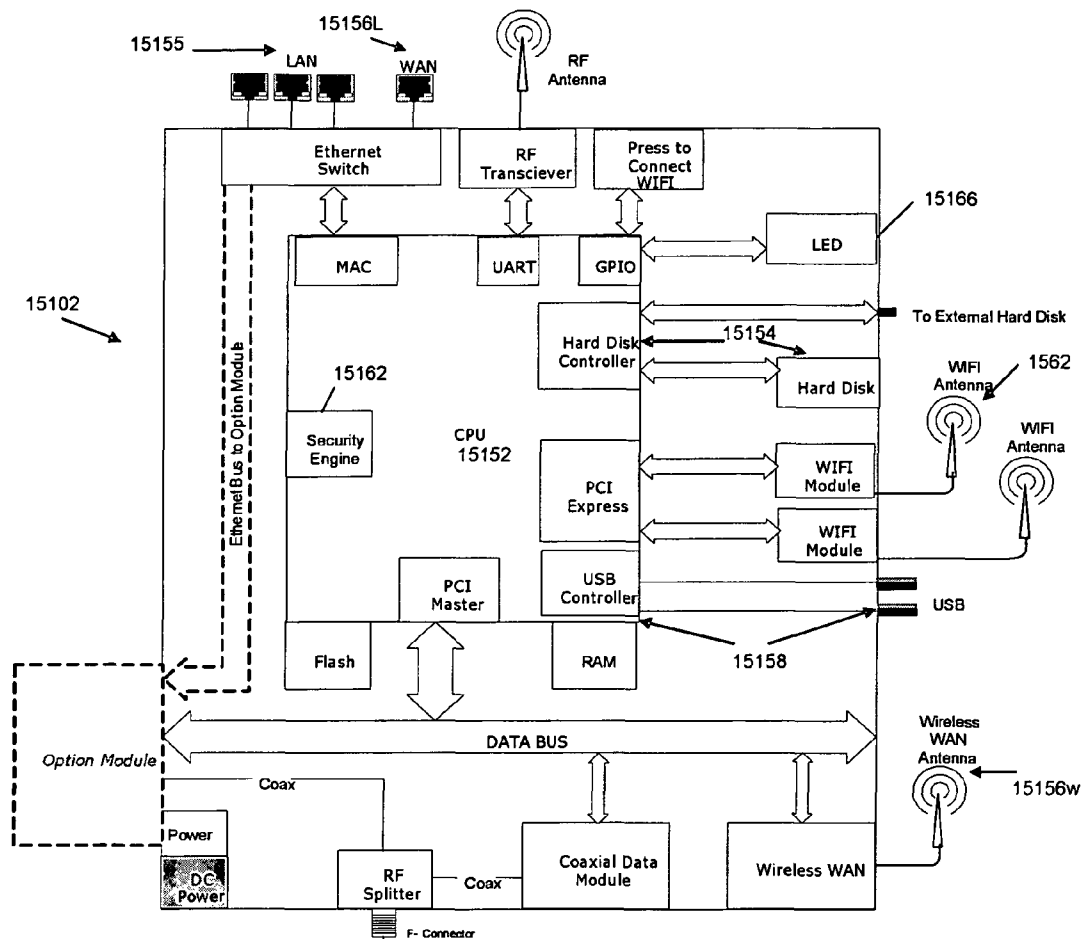 15155
LAN
15156L
WAN
RF
Antenna
Ethernet
Switch
RF
Transciever
Press to
Connect
WIFI
15166
MAC
UART
GPIO
LED
15102
To External Hard Disk
15154
Hard Disk
Controller
Hard Disk
WIFI
Antenna
1562
15162
Security
Engine
CPU
15152
WIFI
Antenna
PCI
Express
WIFI
Module
WIFI
Module
Ethernet Bus to Option Module
PCI
Master
USB
Controller
USB
Flash
RAM
15158
DATA BUS
Wireless
WAN
Antenna
15156w
Option Module
Coax
Power
DC
Power
RF
Splitter
Coax
Coaxial Data
Module
Wireless WAN
F- Connector